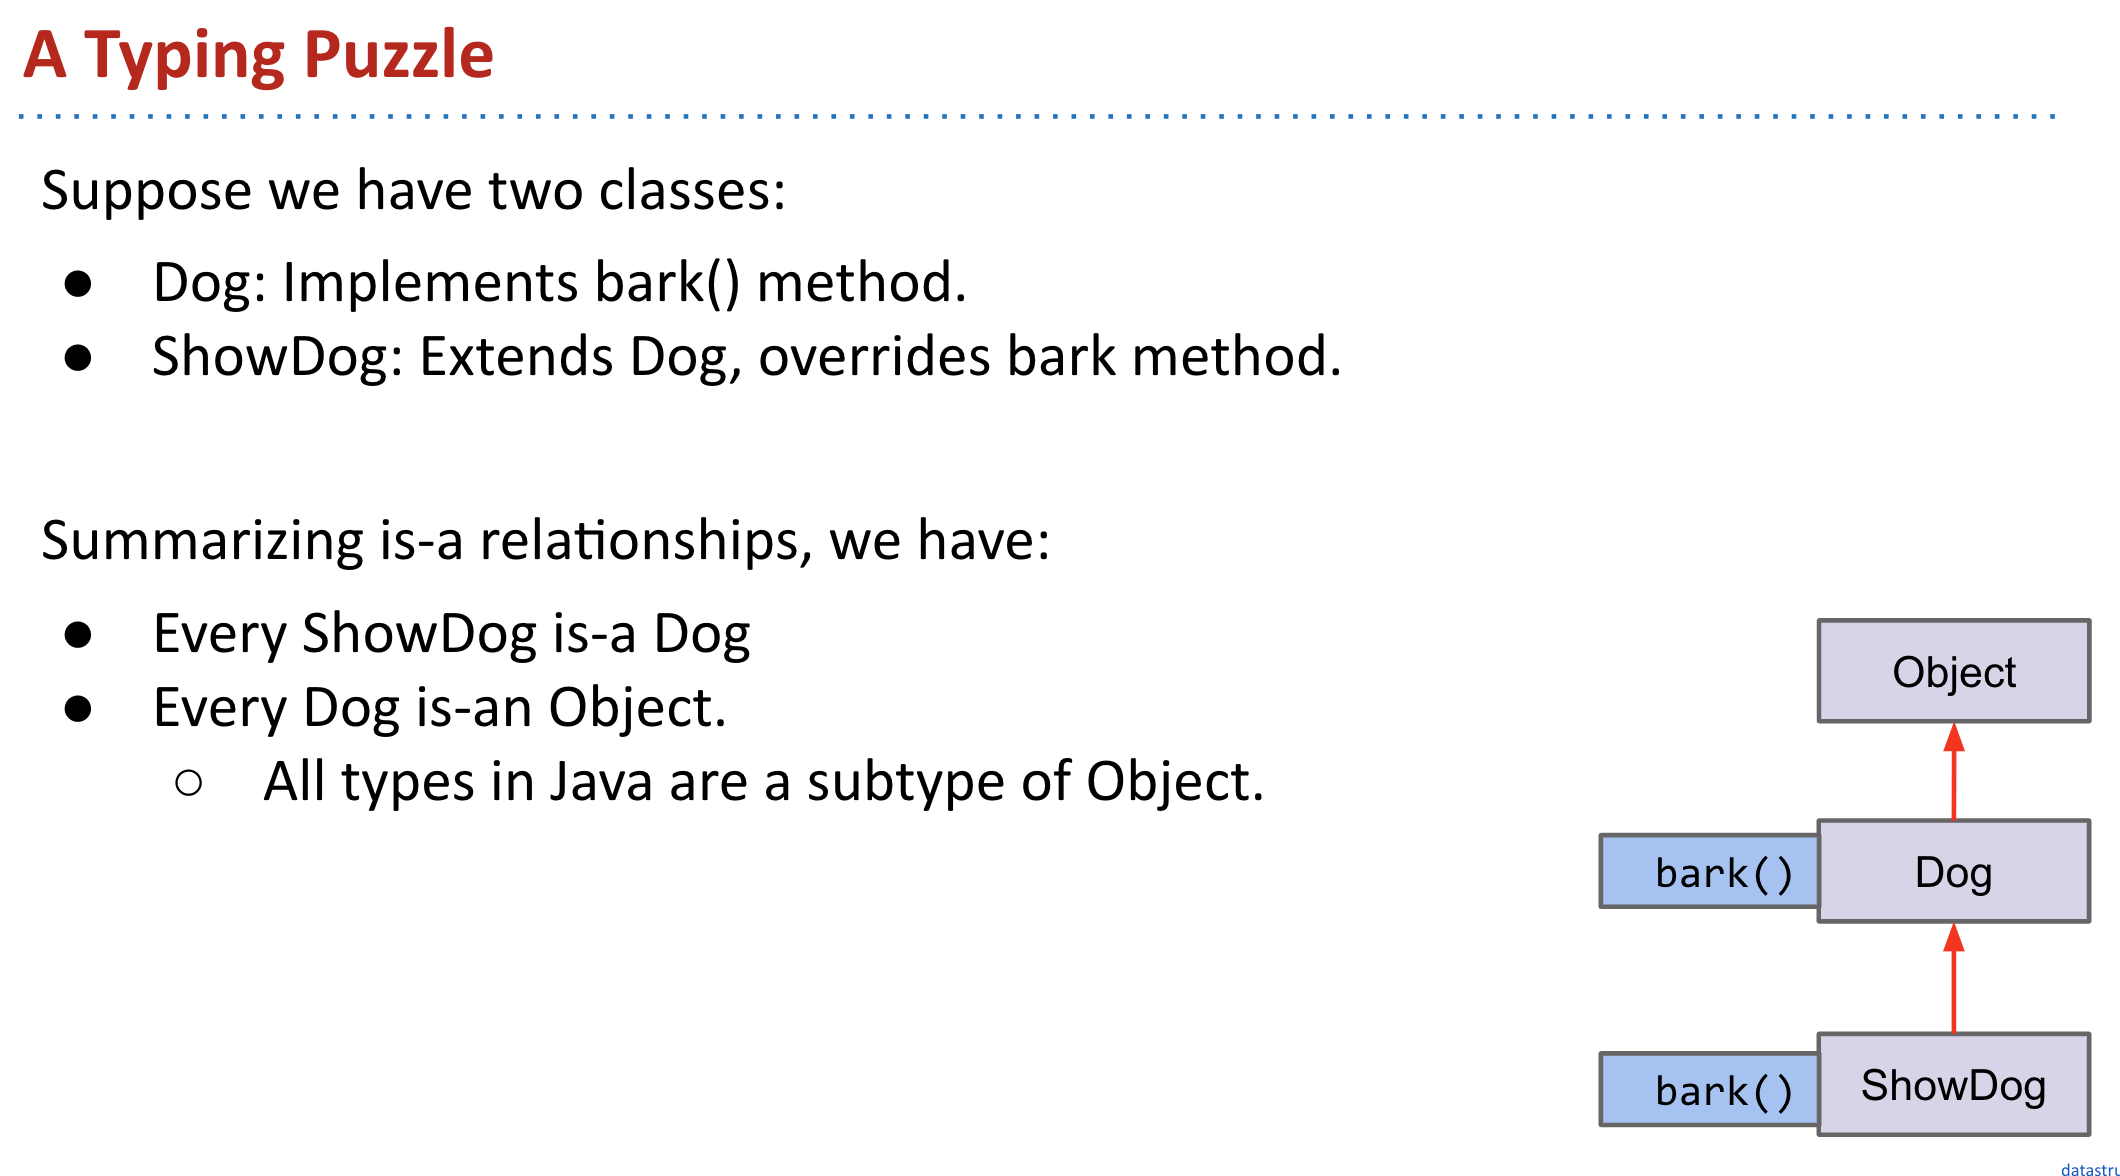 A Typing Puzzle
Suppose we have two classes:
● Dog: Implements bark() method.
● ShowDog: Extends Dog, overrides bark method.
Summarizing is-a relationships, we have:
● Every ShowDog is-a Dog
● Every Dog is-an Object.
○ All types in Java are a subtype of Object.
Object
bark() Dog
bark() ShowDog
datastru